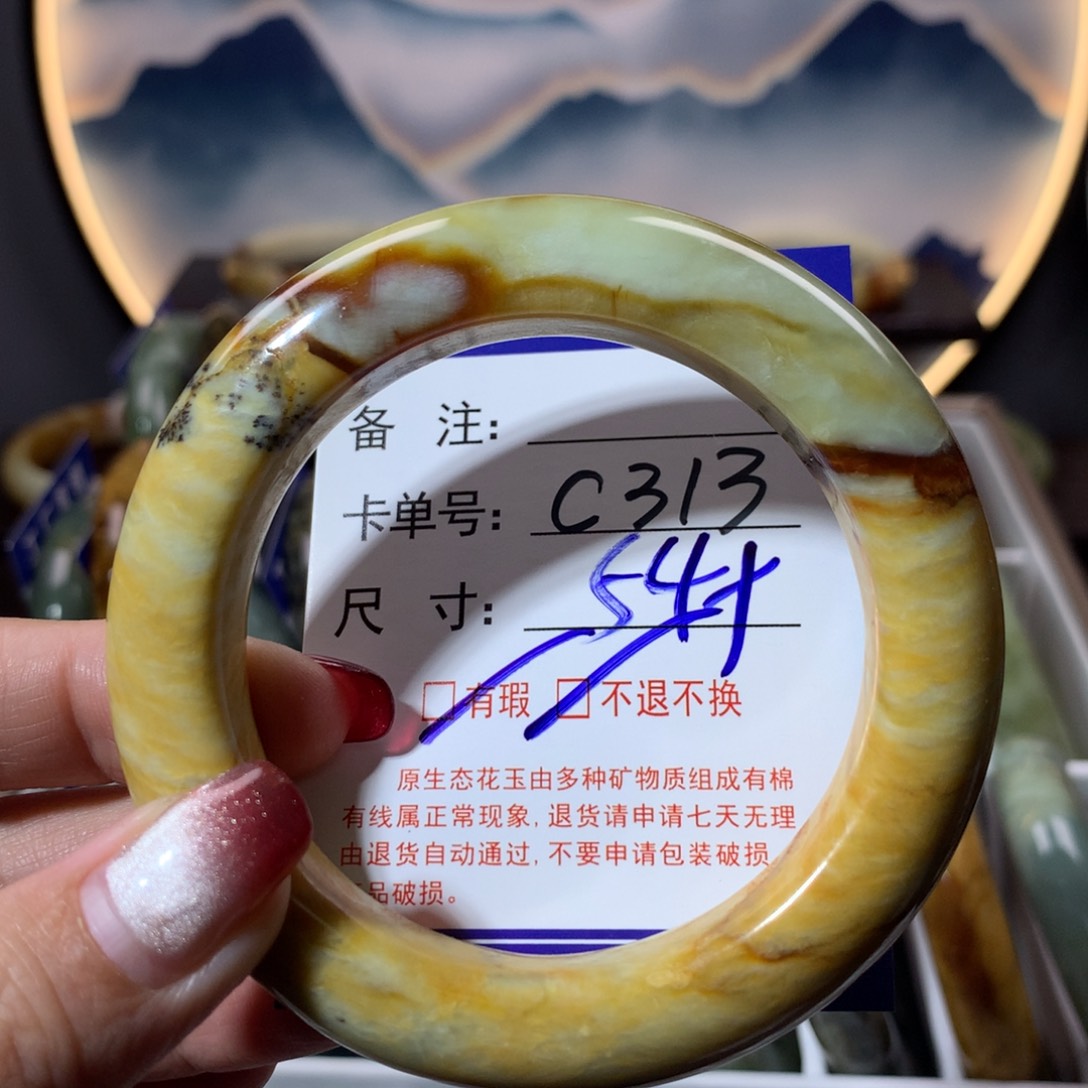 备 注:
卡单号: C313
尺 寸: 54
□有瑕 □不退不换
原生态花玉由多种矿物质组成有棉
有线属正常现象,退货请申请七天无理
由退货自动通过,不要申请包装破损
品破损。